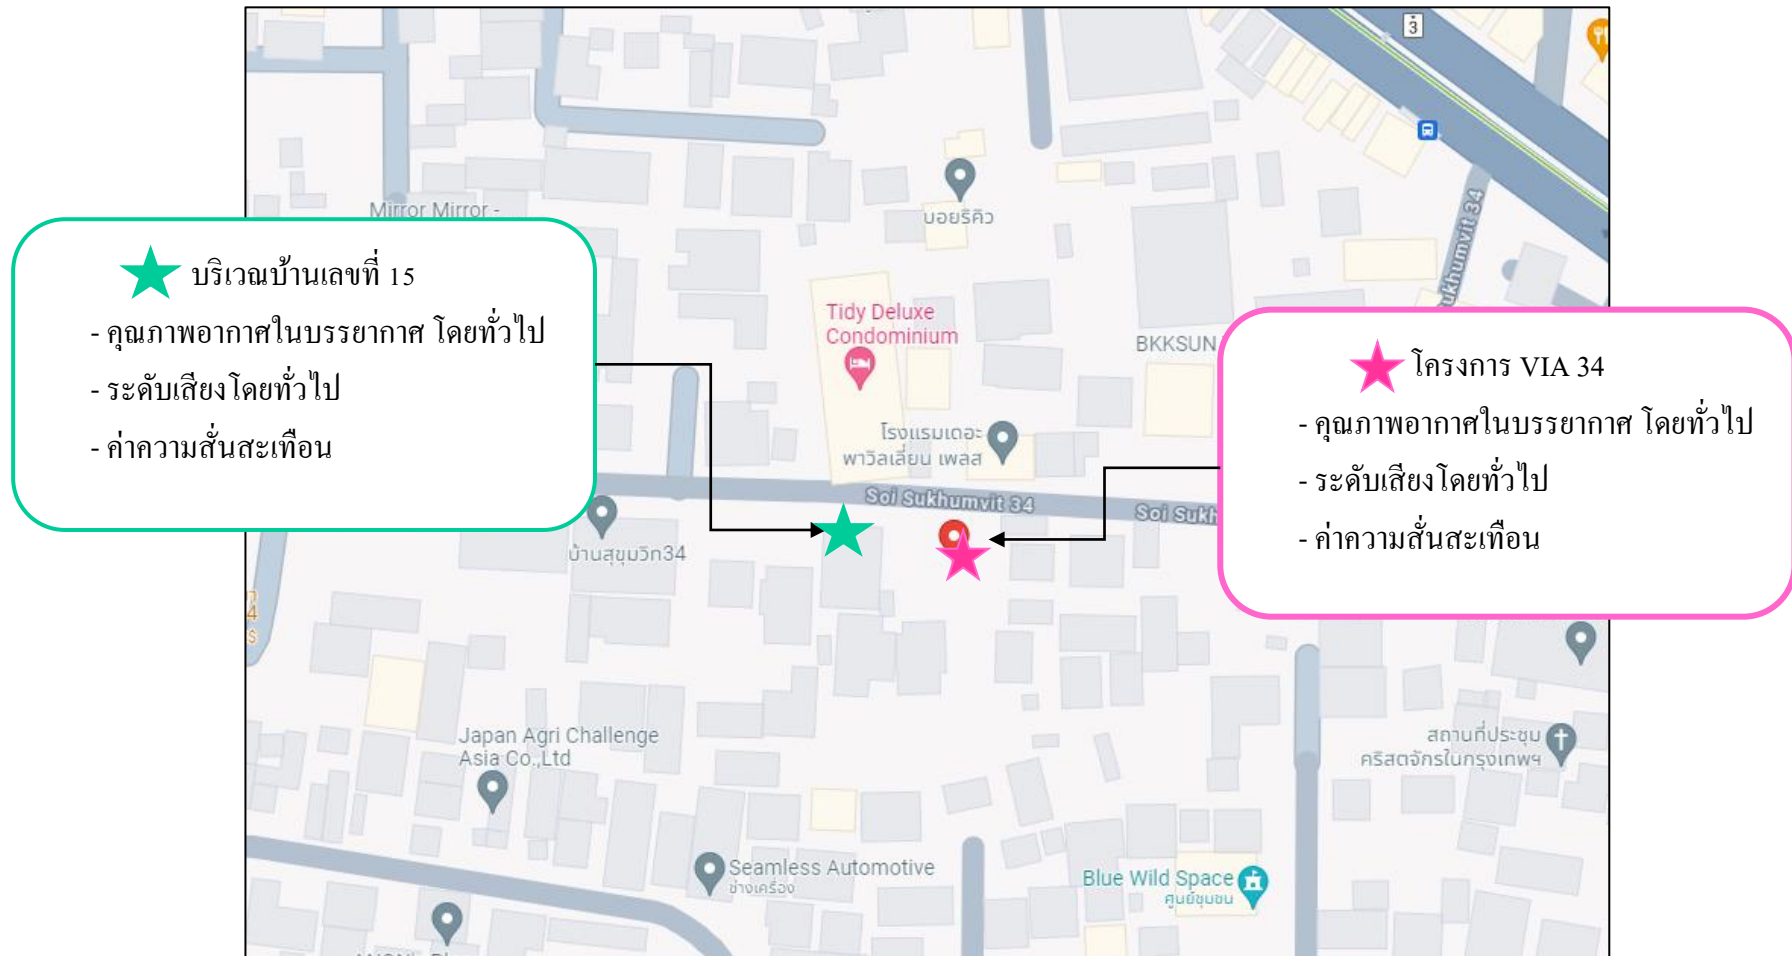 3
Mirror Mirror -
บอยริคิว
Sukhumvit 34
บริเวณบ้านเลขที่ 15
- คุณภาพอากาศในบรรยากาศ โดยทั่วไป
- ระดับเสียงโดยทั่วไป
- ค่าความสั่นสะเทือน
Tidy Deluxe
Condominium
BKKSUN
โครงการ VIA 34
- คุณภาพอากาศในบรรยากาศ โดยทั่วไป
- ระดับเสียงโดยทั่วไป
- ค่าความสั่นสะเทือน
โรงแรมเดอะ
พาวิลเลี่ยน เพลส
Soi Sukhumvit 34
Soi Sukh
บ้านสุขุมวิท34
Japan Agri Challenge
Asia Co.,Ltd
สถานที่ประชุม
คริสตจักรในกรุงเทพฯ
Seamless Automotive
ช่างเครื่อง
Blue Wild Space
ศูนย์ชุมชน